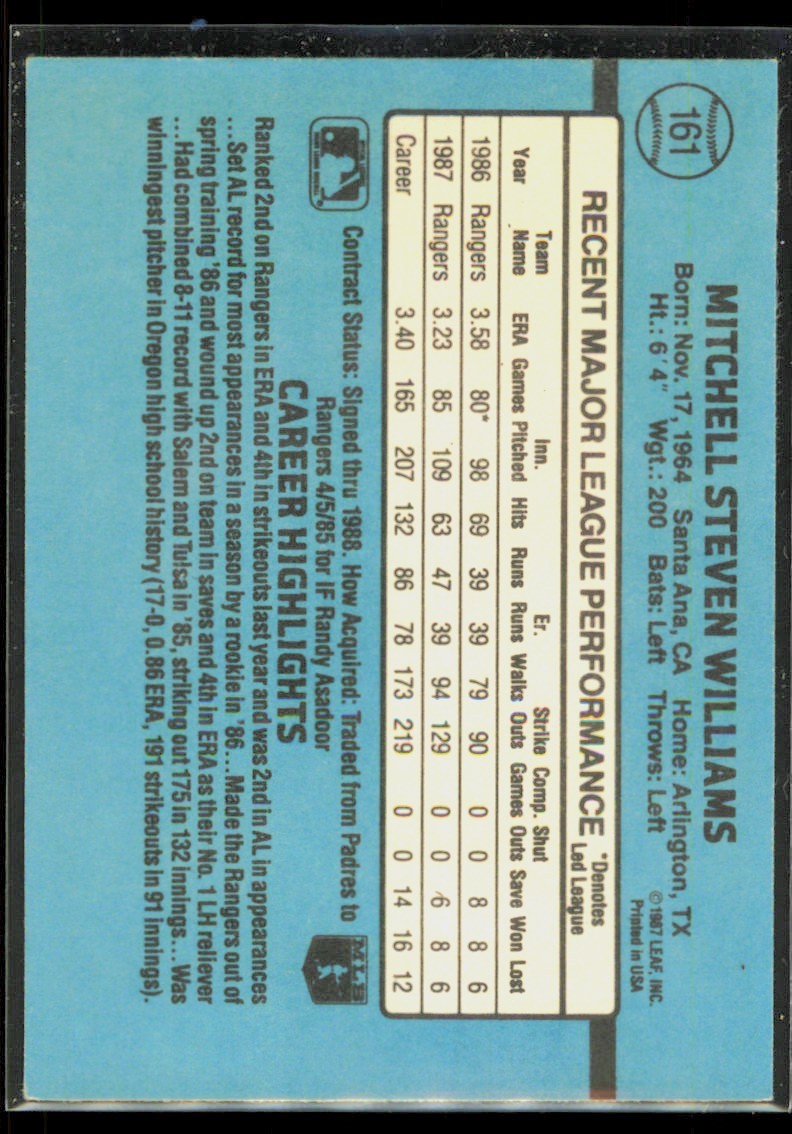 161
MITCHELL STEVEN WILLIAMS
Born: Nov. 17, 1964 Santa Ana, CA Home: Arlington, TX
Ht.: 6'4" Wgt.: 200 Bats: Left Throws: Left
©1987 LEAF, INC.
Printed in USA
RECENT MAJOR LEAGUE PERFORMANCE *Denotes
Led League
Team Inn. Er. Strike Comp. Shut
Year Name ERA Games Pitched Hits Runs Runs Walks Outs Games Outs Save Won Lost
1986 Rangers 3.58 80* 98 69 39 39 79 90 0 0 8 8 6
1987 Rangers 3.23 85 109 63 47 39 94 129 0 0 6 8 6
Career 3.40 165 207 132 86 78 173 219 0 0 14 16 12
Contract Status: Signed thru 1988. How Acquired: Traded from Padres to
Rangers 4/5/85 for IF Randy Asadoor
MLB
CAREER HIGHLIGHTS
Ranked 2nd on Rangers in ERA and 4th in strikeouts last year and was 2nd in AL in appearances
...Set AL record for most appearances in a season by a rookie in '86...Made the Rangers out of
spring training '86 and wound up 2nd on team in saves and 4th in ERA as their No. 1 LH reliever
...Had combined 8-11 record with Salem and Tulsa in '85, striking out 175 in 132 innings...Was
winningest pitcher in Oregon high school history (17-0, 0.86 ERA, 191 strikeouts in 91 innings).